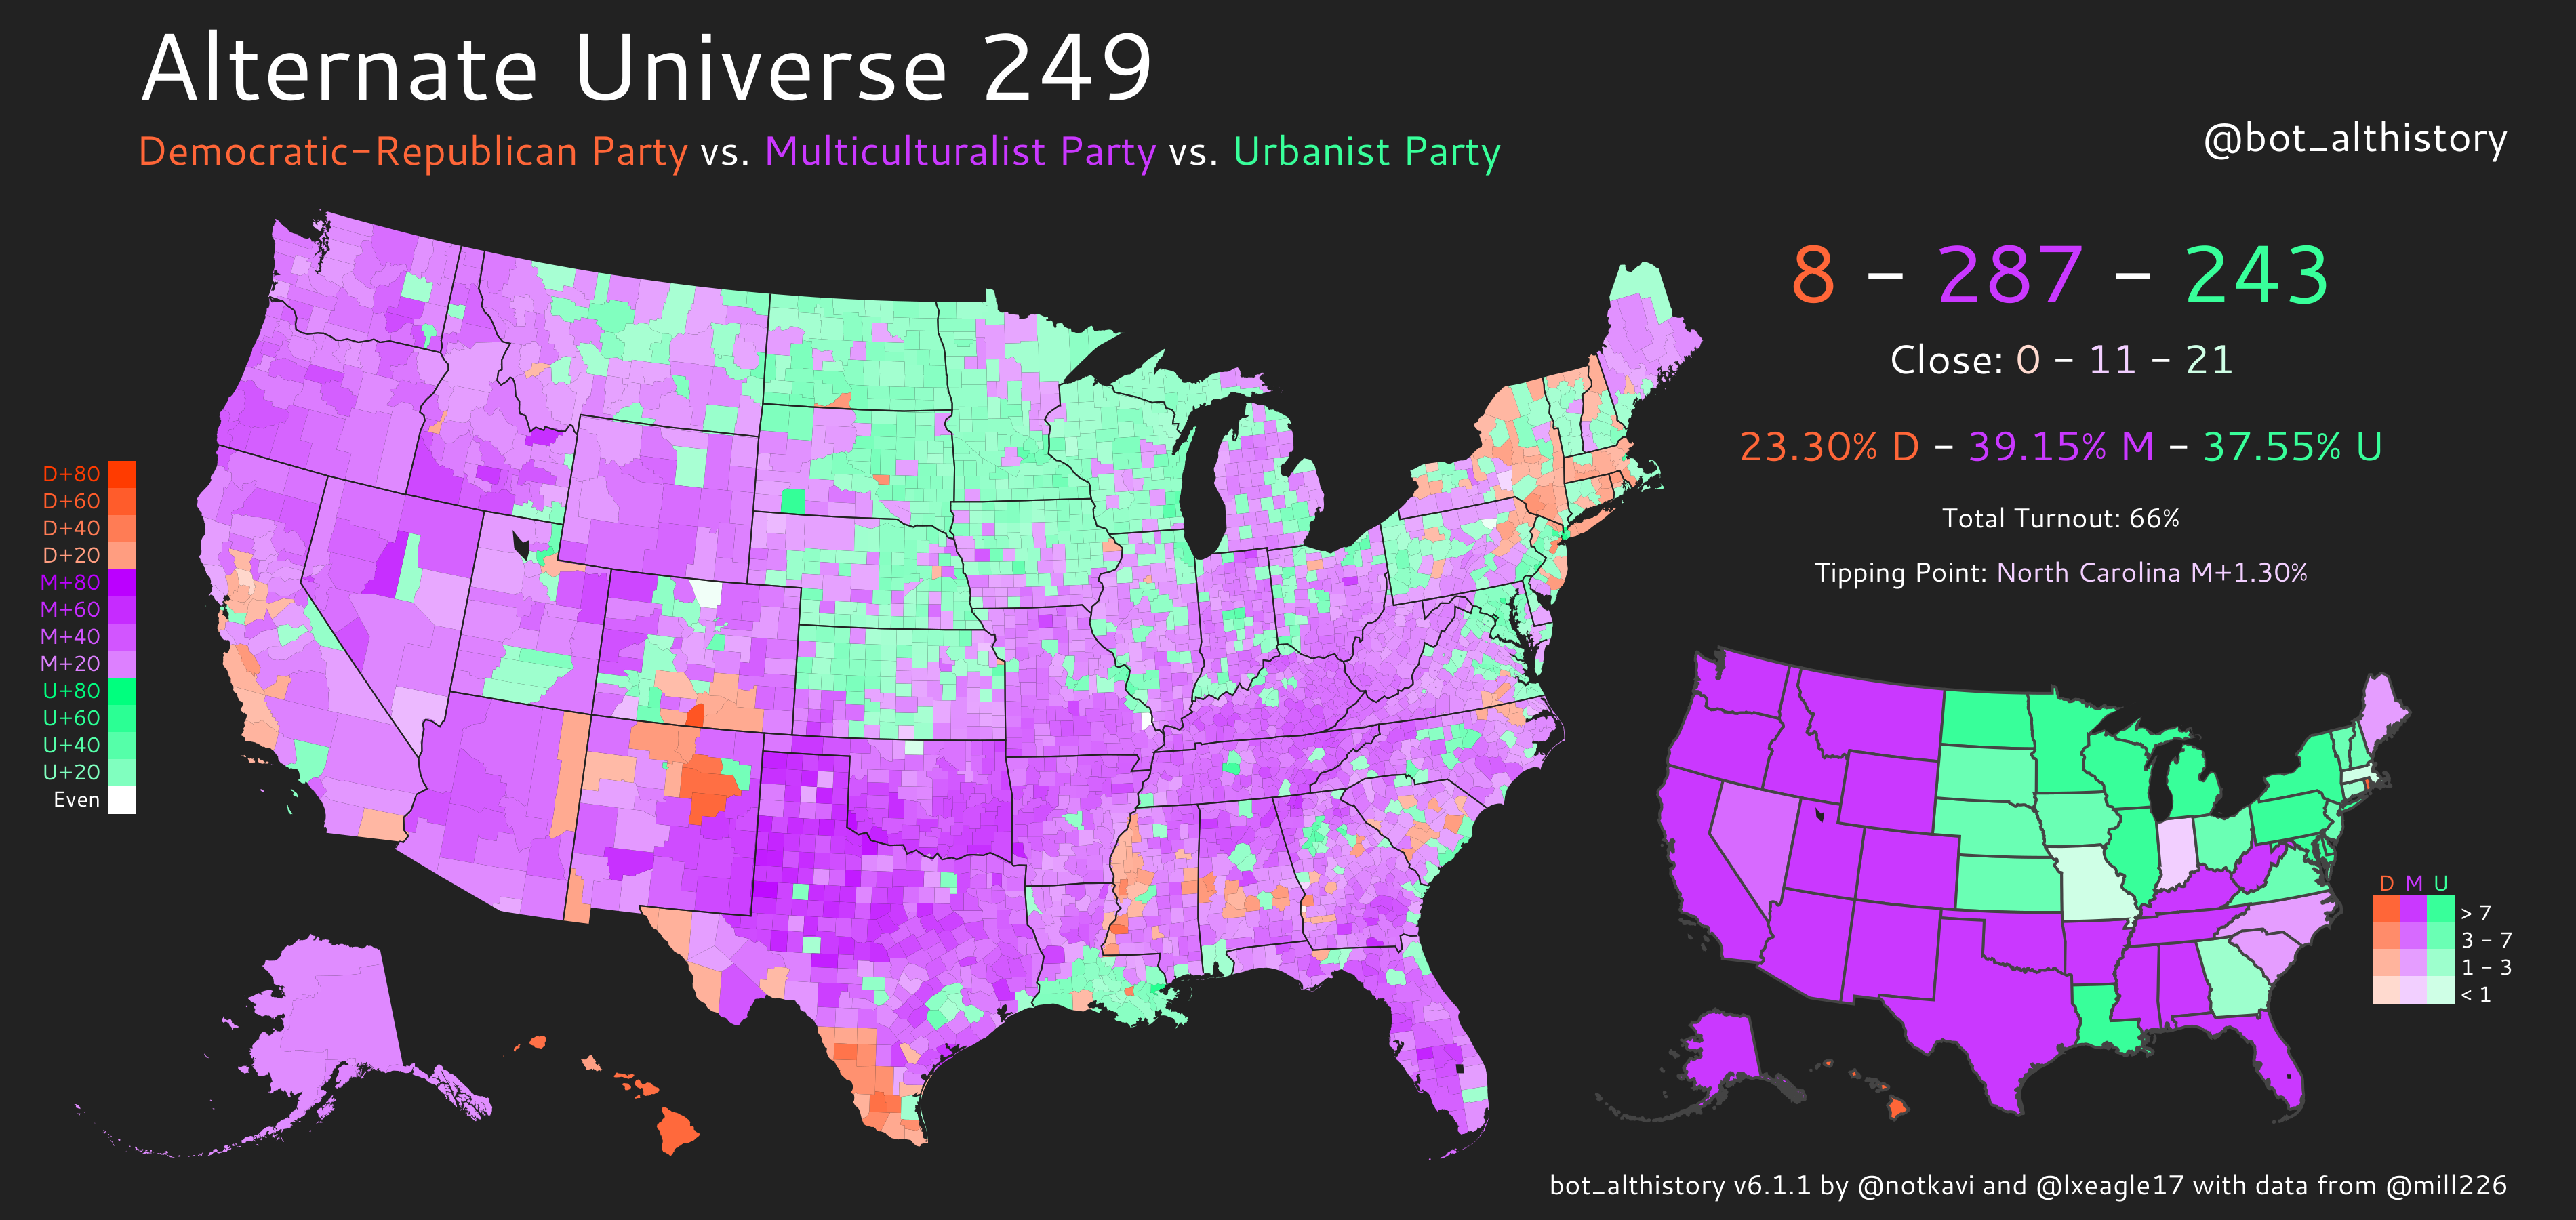 Alternate Universe 249
Democratic-Republican Party vs. Multiculturalist Party vs. Urbanist Party
@bot_althistory
8 - 287 - 243
Close: 0 - 11 - 21
23.30% D - 39.15% M - 37.55% U
Total Turnout: 66%
Tipping Point: North Carolina M+1.30%
D+80
D+60
D+40
D+20
M+80
M+60
M+40
M+20
U+80
U+60
U+40
U+20
Even
D M U
> 7
3 - 7
1 - 3
< 1
bot_althistory v6.1.1 by @notkavi and @lxeagle17 with data from @mill226